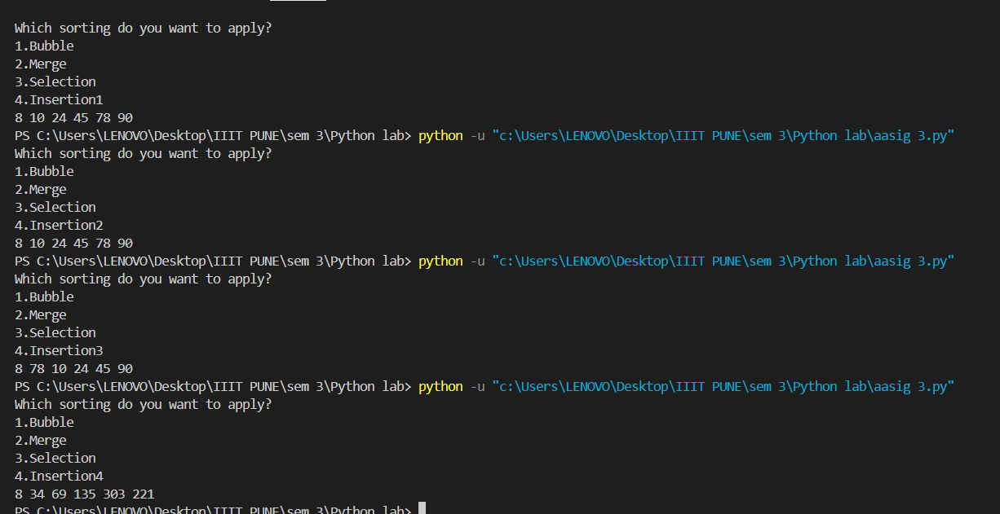 Which sorting do you want to apply?
1.Bubble
2.Merge
3.Selection
4.Insertion1
8 10 24 45 78 90
PS C:\Users\LENOVO\Desktop\IIIT PUNE\sem 3\Python lab> python -u "c:\Users\LENOVO\Desktop\IIIT PUNE\sem 3\Python lab\aasig 3.py"
Which sorting do you want to apply?
1.Bubble
2.Merge
3.Selection
4.Insertion2
8 10 24 45 78 90
PS C:\Users\LENOVO\Desktop\IIIT PUNE\sem 3\Python lab> python -u "c:\Users\LENOVO\Desktop\IIIT PUNE\sem 3\Python lab\aasig 3.py"
Which sorting do you want to apply?
1.Bubble
2.Merge
3.Selection
4.Insertion3
8 78 10 24 45 90
PS C:\Users\LENOVO\Desktop\IIIT PUNE\sem 3\Python lab> python -u "c:\Users\LENOVO\Desktop\IIIT PUNE\sem 3\Python lab\aasig 3.py"
Which sorting do you want to apply?
1.Bubble
2.Merge
3.Selection
4.Insertion4
8 34 69 135 303 221
PS C:\Users\LENOVO\Desktop\IIIT PUNE\sem 3\Python lab>